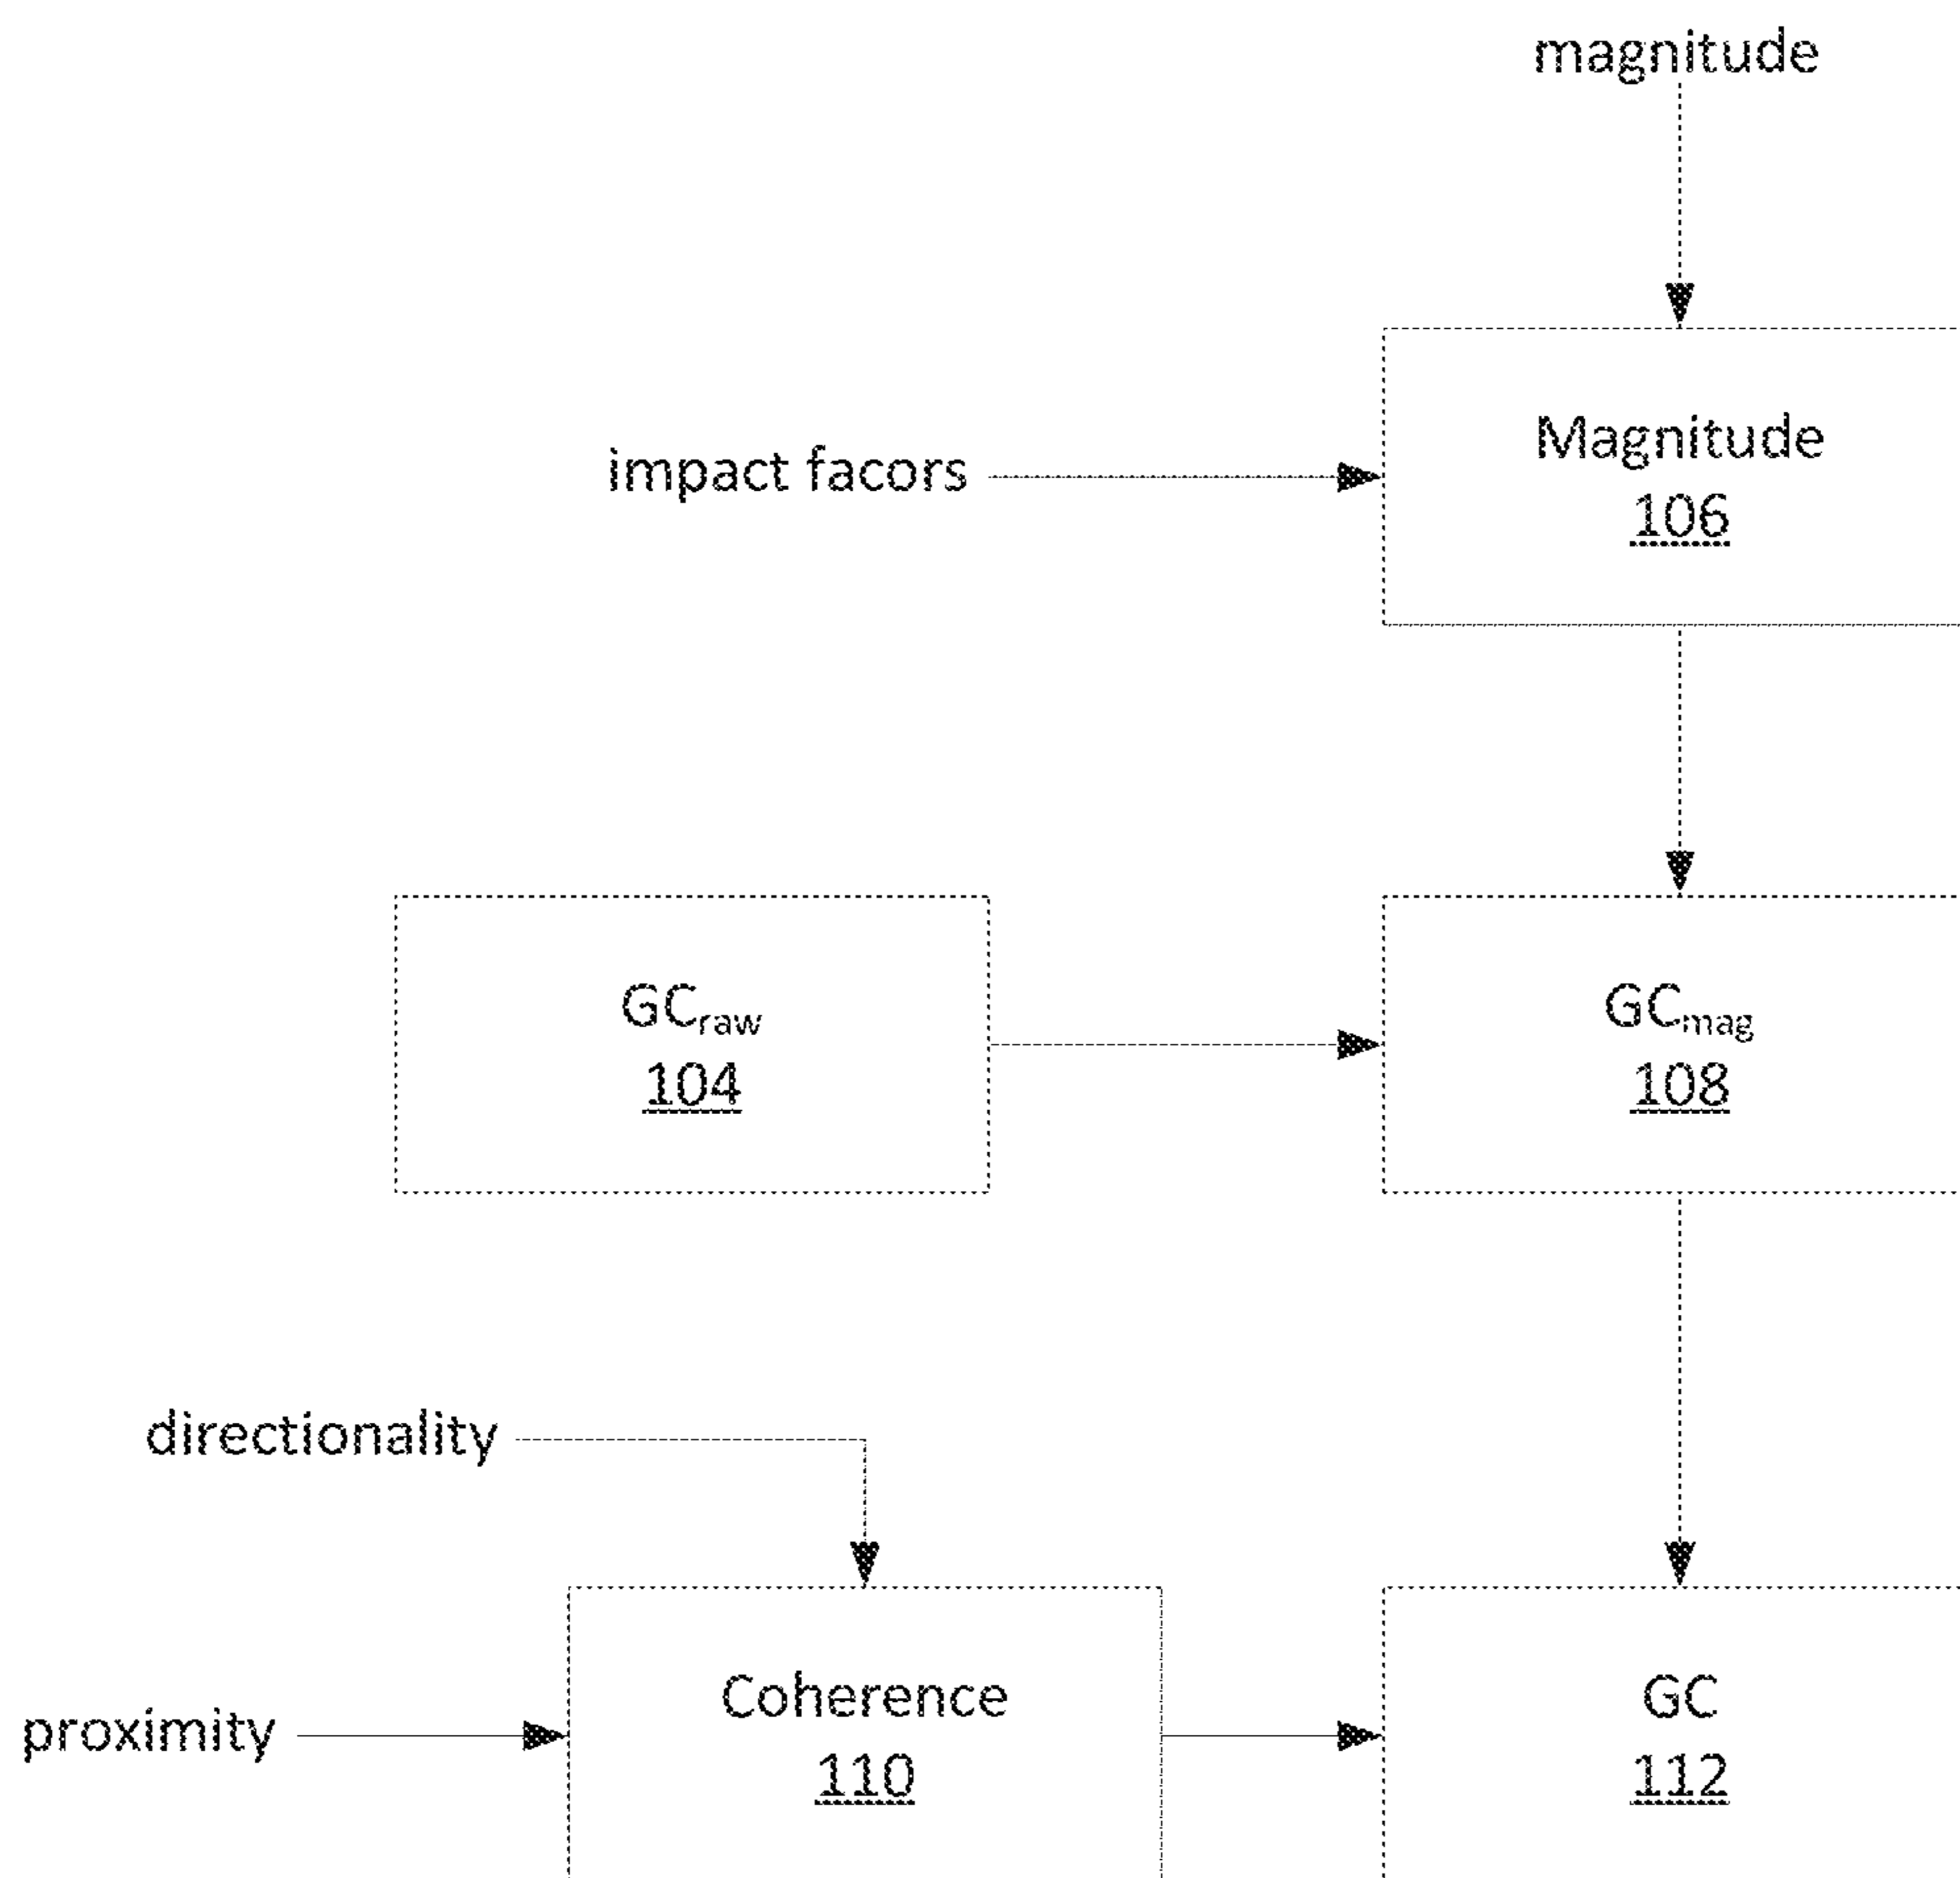 magnitude
impact facors
Magnitude
106
GCraw
104
GCmag
108
directionality
proximity
Coherence
110
GC
112